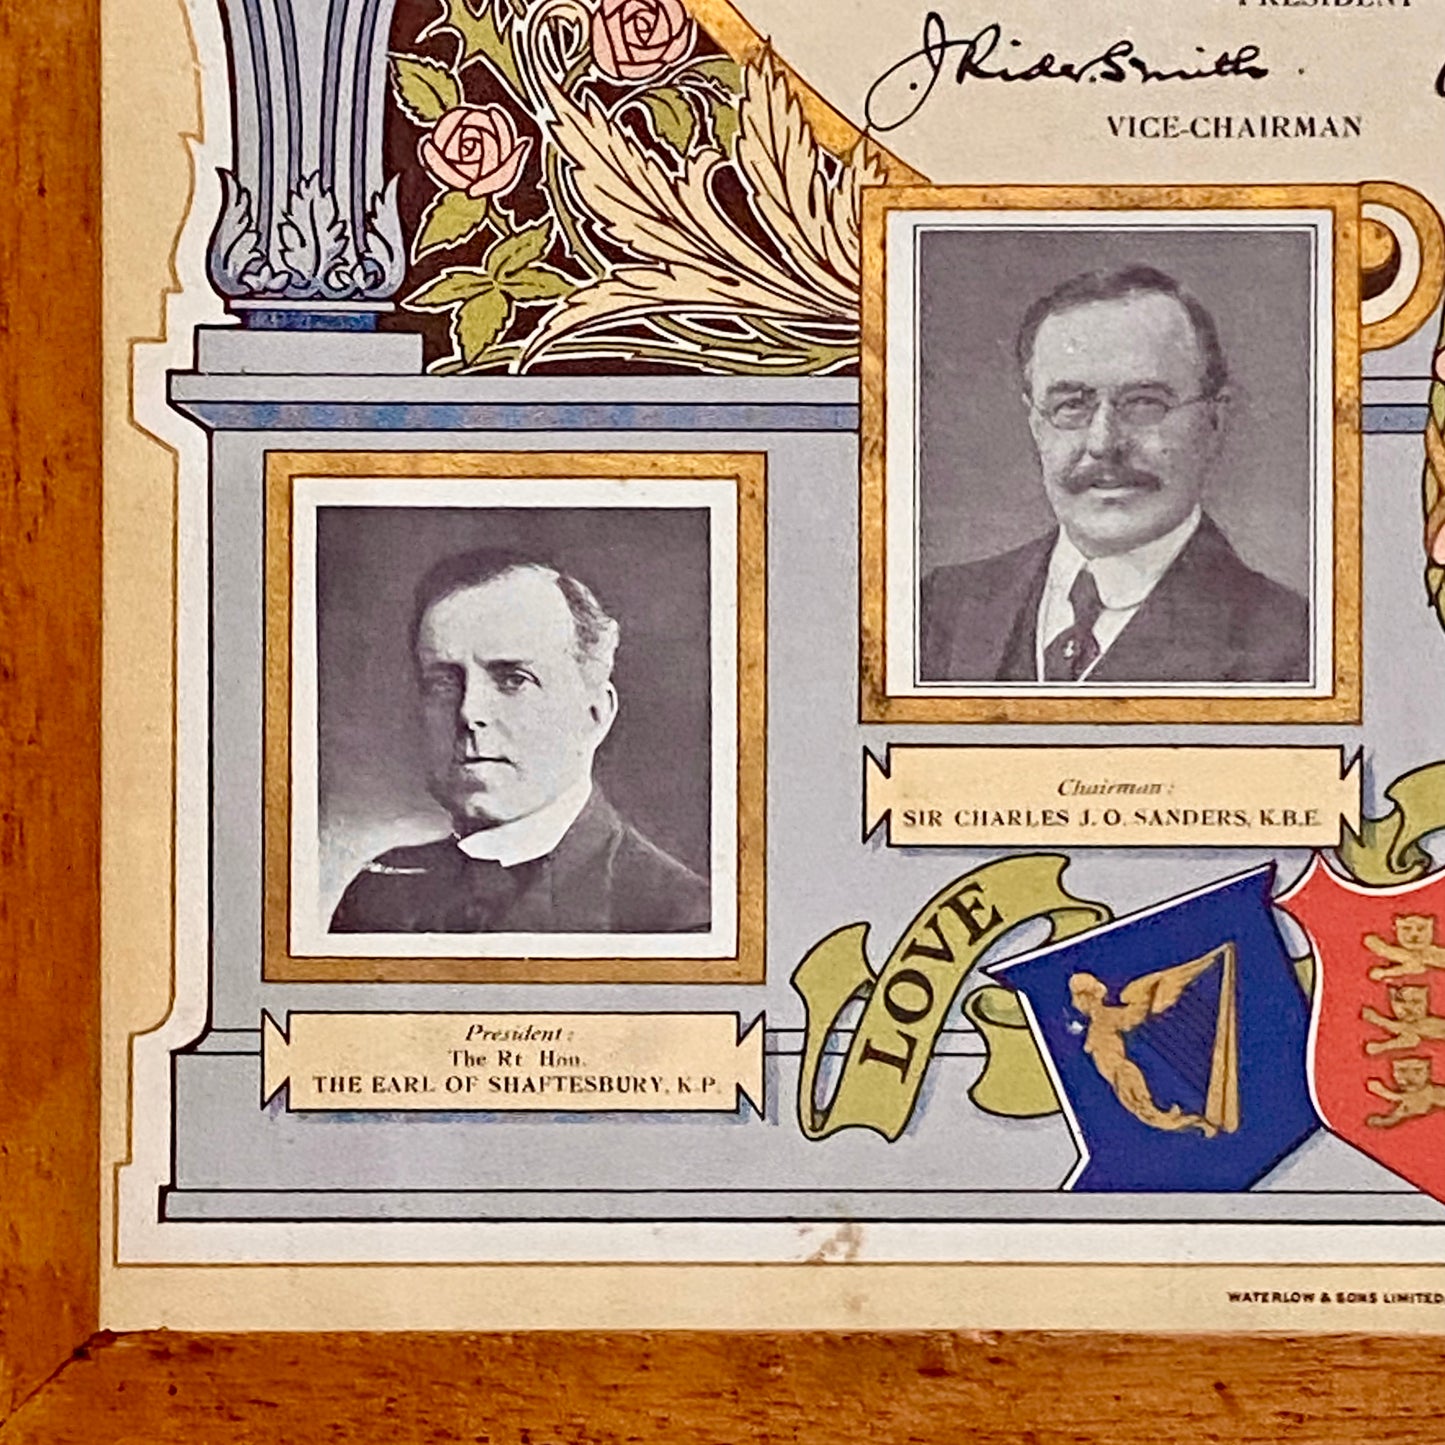 PRESIDENT
J Rider Smith
VICE-CHAIRMAN
Chairman:
SIR CHARLES J. O. SANDERS, K.B.E.
LOVE
President:
The Rt Hon.
THE EARL OF SHAFTESBURY, K.P.
WATERLOW & SONS LIMITED